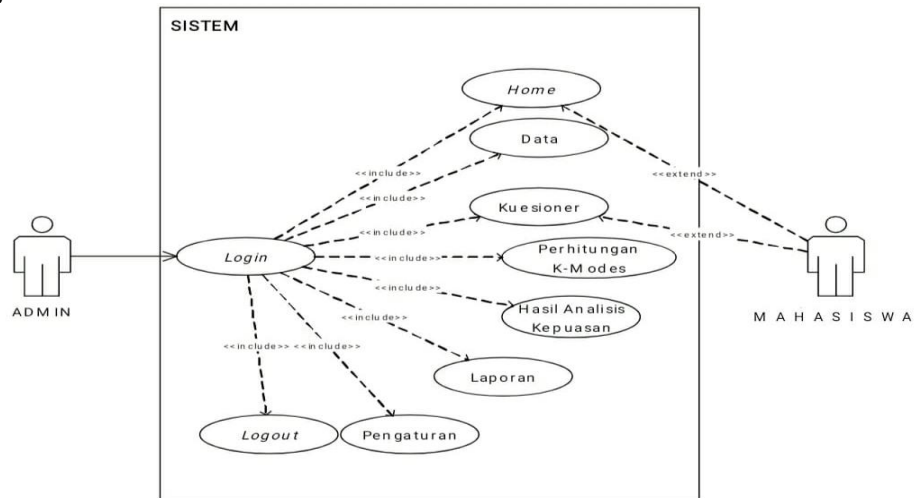 SISTEM
Home
Data
<<include>>
<<extend>>
<<include>>
Kuesioner
<<include>>
<<extend>>
Login
<<include>>
Perhitungan
K-Modes
<<include>>
Hasil Analisis
Kepuasan
ADMIN
MAHASISWA
<<include>>
<<include>>
<<include>>
Laporan
Logout
Pengaturan